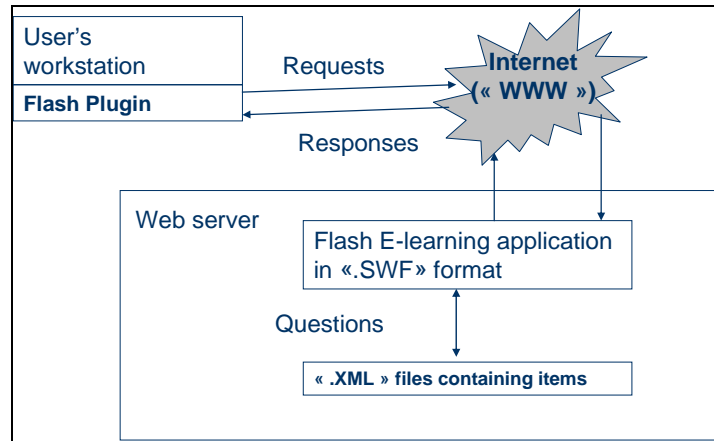 User's
workstation
Flash Plugin
Requests
Responses
Internet
(« WWW »)
Web server
Flash E-learning application
in «.SWF» format
Questions
« .XML » files containing items